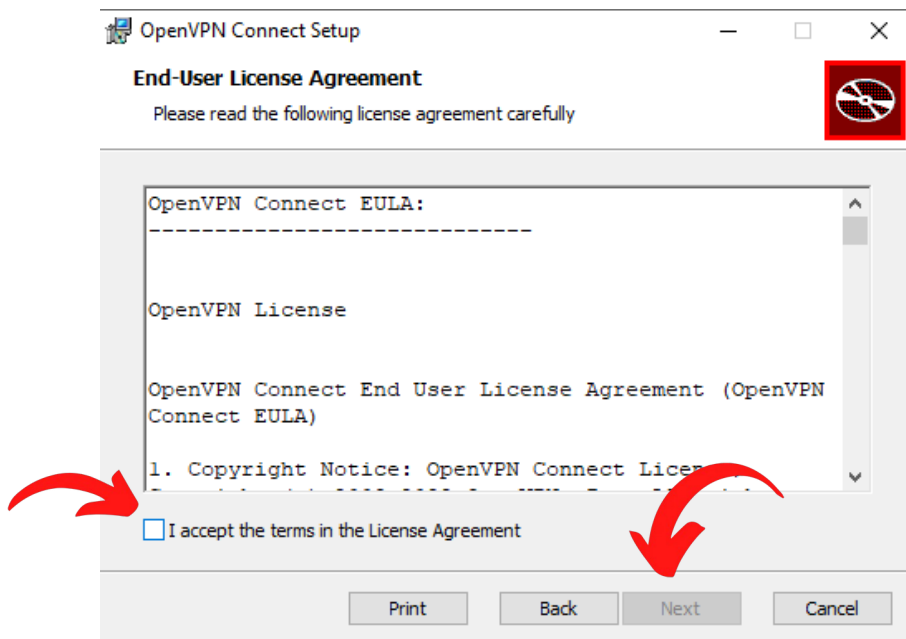 OpenVPN Connect Setup
End-User License Agreement
Please read the following license agreement carefully
OpenVPN Connect EULA:
-----------------------------
OpenVPN License
OpenVPN Connect End User License Agreement (OpenVPN
Connect EULA)
1. Copyright Notice: OpenVPN Connect
I accept the terms in the License Agreement
Print
Back
Next
Cancel